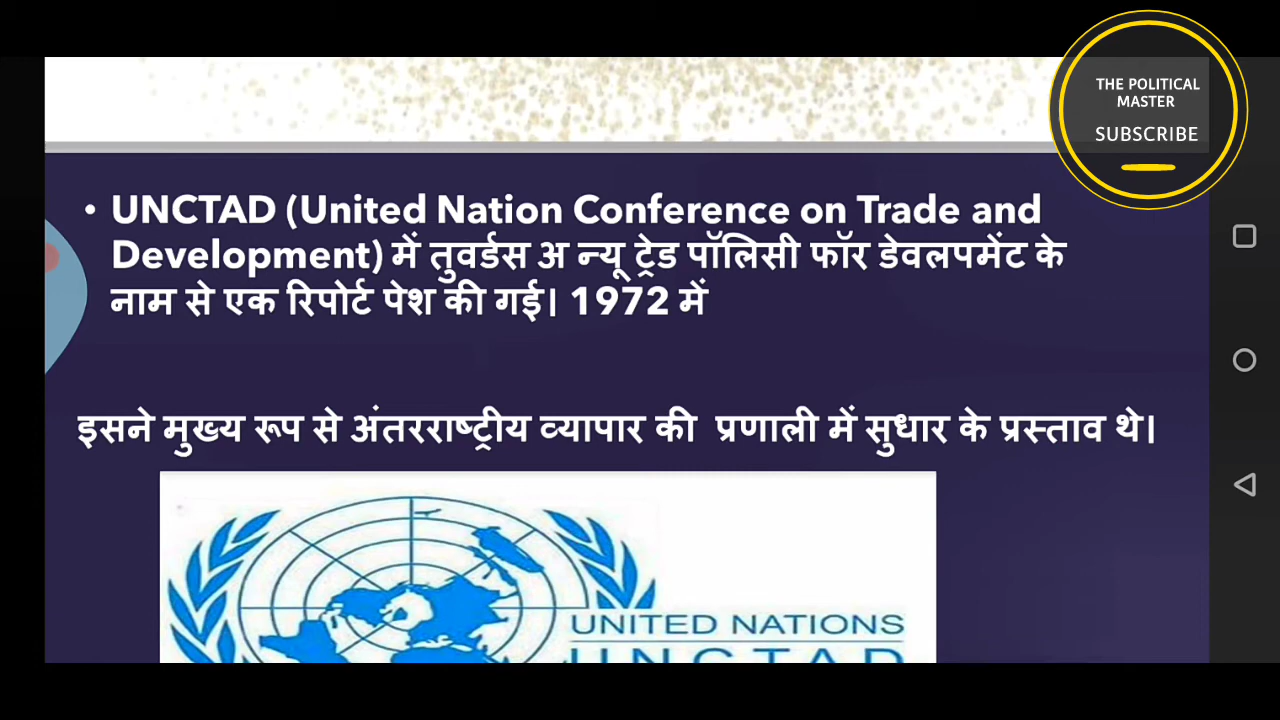 THE POLITICAL
MASTER
SUBSCRIBE
• UNCTAD (United Nation Conference on Trade and
Development) में तुवर्डस अ न्यू ट्रेड पॉलिसी फॉर डेवलपमेंट के
नाम से एक रिपोर्ट पेश की गई। 1972 में
इसने मुख्य रूप से अंतरराष्ट्रीय व्यापार की प्रणाली में सुधार के प्रस्ताव थे।
UNITED NATIONS
UNCTAD